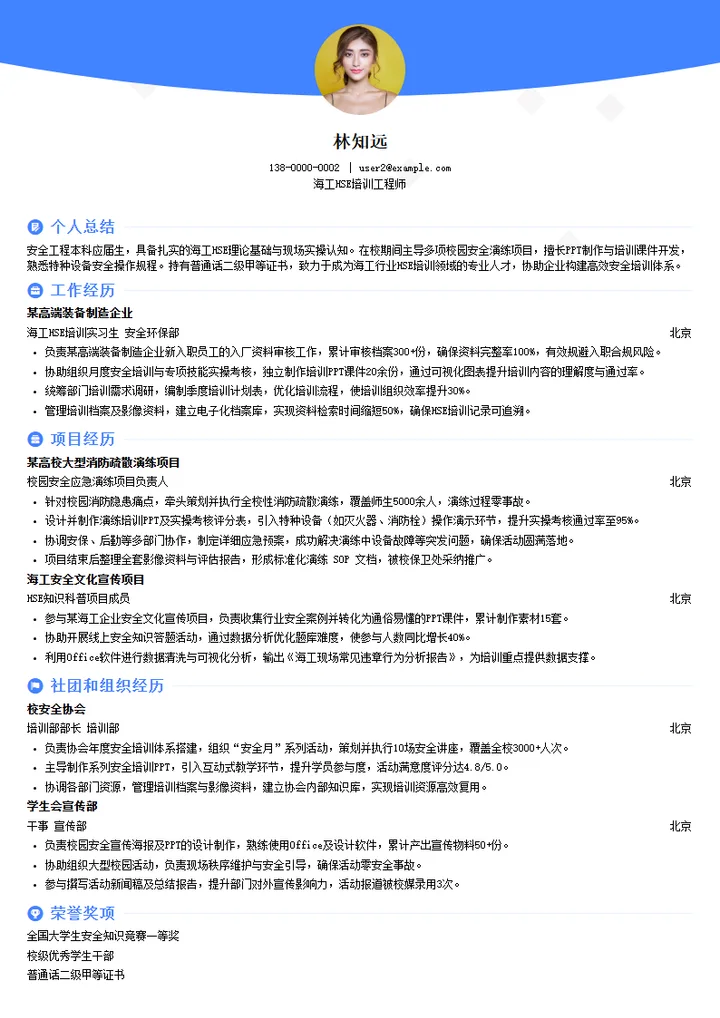 林知远
138-0000-0002 | user2@example.com
海工HSE培训工程师
个人总结
安全工程本科应届生，具备扎实的海工HSE理论基础与现场实操认知。在校期间主导多项校园安全演练项目，擅长PPT制作与培训课件开发，
熟悉特种设备安全操作规程。持有普通话二级甲等证书，致力于成为海工行业HSE培训领域的专业人才，协助企业构建高效安全培训体系。
工作经历
某高端装备制造企业
海工HSE培训实习生 安全环保部 北京
• 负责某高端装备制造企业新入职员工的入厂资料审核工作，累计审核档案300+份，确保资料完整率100%，有效规避入职合规风险。
• 协助组织月度安全培训与专项技能实操考核，独立制作培训PPT课件20余份，通过可视化图表提升培训内容的理解度与通过率。
• 统筹部门培训需求调研，编制季度培训计划表，优化培训流程，使培训组织效率提升30%。
• 管理培训档案及影像资料，建立电子化档案库，实现资料检索时间缩短50%，确保HSE培训记录可追溯。
项目经历
某高校大型消防疏散演练项目
校园安全应急演练项目负责人 北京
• 针对校园消防隐患痛点，牵头策划并执行全校性消防疏散演练，覆盖师生5000余人，演练过程零事故。
• 设计并制作演练培训PPT及实操考核评分表，引入特种设备（如灭火器、消防栓）操作演示环节，提升实操考核通过率至95%。
• 协调安保、后勤等多部门协作，制定详细应急预案，成功解决演练中设备故障等突发问题，确保活动圆满落地。
• 项目结束后整理全套影像资料与评估报告，形成标准化演练 SOP 文档，被校保卫处采纳推广。
海工安全文化宣传项目
HSE知识科普项目成员 北京
• 参与某海工企业安全文化宣传项目，负责收集行业安全案例并转化为通俗易懂的PPT课件，累计制作素材15套。
• 协助开展线上安全知识答题活动，通过数据分析优化题库难度，使参与人数同比增长40%。
• 利用Office软件进行数据清洗与可视化分析，输出《海工现场常见违章行为分析报告》，为培训重点提供数据支撑。
社团和组织经历
校安全协会
培训部部长 培训部 北京
• 负责协会年度安全培训体系搭建，组织“安全月”系列活动，策划并执行10场安全讲座，覆盖全校3000+人次。
• 主导制作系列安全培训PPT，引入互动式教学环节，提升学员参与度，活动满意度评分达4.8/5.0。
• 协调各部门资源，管理培训档案与影像资料，建立协会内部知识库，实现培训资源高效复用。
学生会宣传部
干事 宣传部 北京
• 负责校园安全宣传海报及PPT的设计制作，熟练使用Office及设计软件，累计产出宣传物料50+份。
• 协助组织大型校园活动，负责现场秩序维护与安全引导，确保活动零安全事故。
• 参与撰写活动新闻稿及总结报告，提升部门对外宣传影响力，活动报道被校媒录用3次。
荣誉奖项
全国大学生安全知识竞赛一等奖
校级优秀学生干部
普通话二级甲等证书